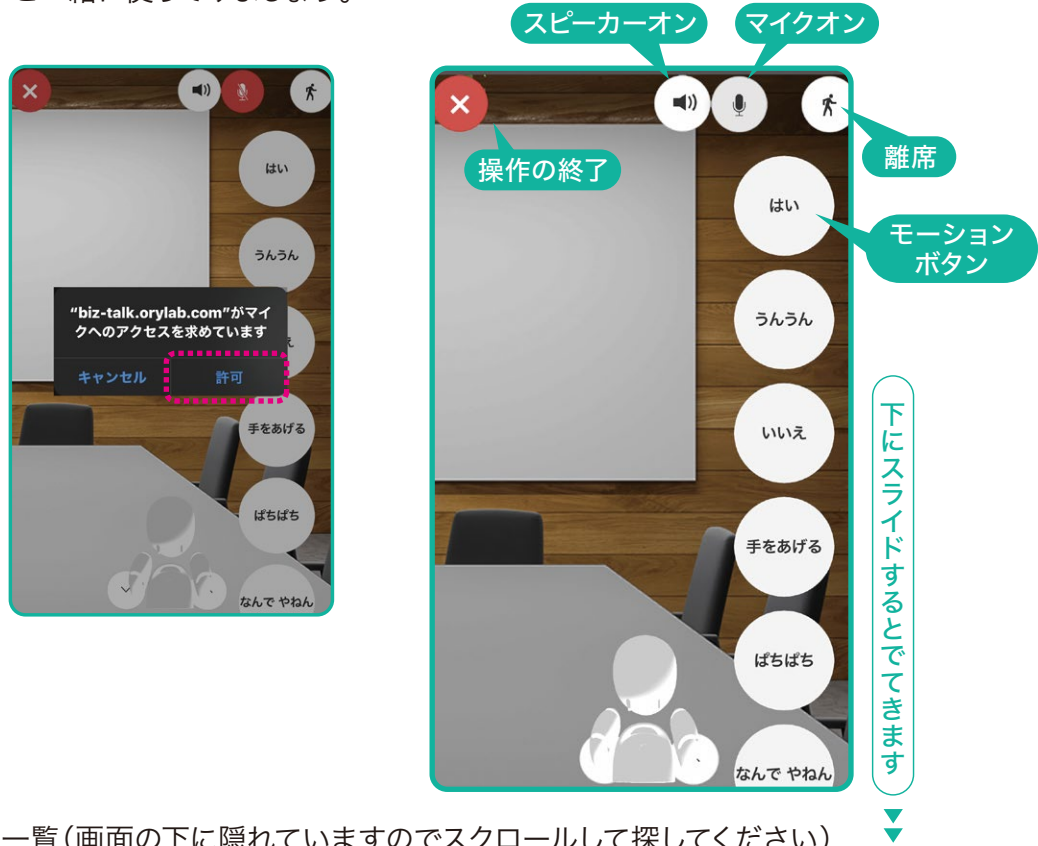 スピーカーオン
マイクオン
操作の終了
離席
モーション
ボタン
はい
うんうん
"biz-talk.orylab.com"がマイ
クへのアクセスを求めています
キャンセル
許可
手をあげる
ぱちぱち
なんで やねん
はい
うんうん
いいえ
手をあげる
ぱちぱち
なんで やねん
下にスライドするとでてきます
一覧(画面の下に隠れていますのでスクロールして探してください)